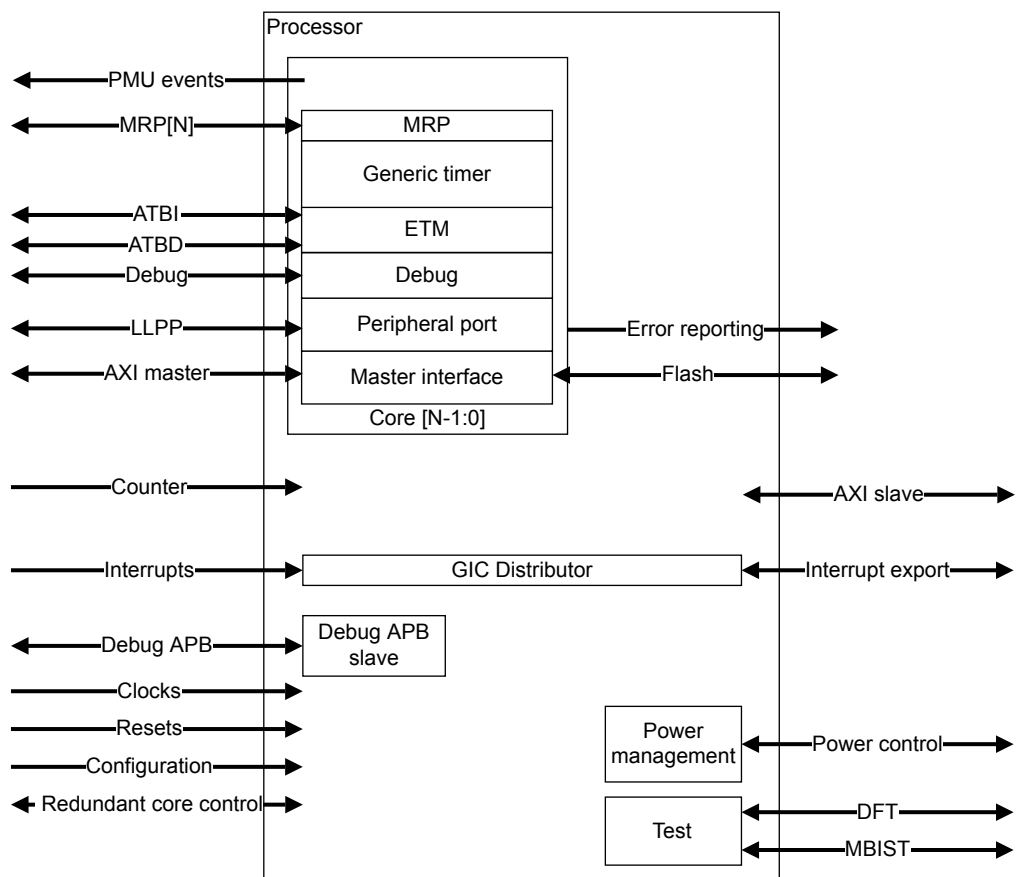 Processor
PMU events
MRP[N]
MRP
Generic timer
ATBI
ETM
ATBD
Debug
Debug
LLPP
Peripheral port
Error reporting
AXI master
Master interface
Flash
Core [N-1:0]
Counter
AXI slave
Interrupts
GIC Distributor
Interrupt export
Debug APB
Debug APB
slave
Clocks
Resets
Power
management
Power control
Configuration
Redundant core control
Test
DFT
MBIST